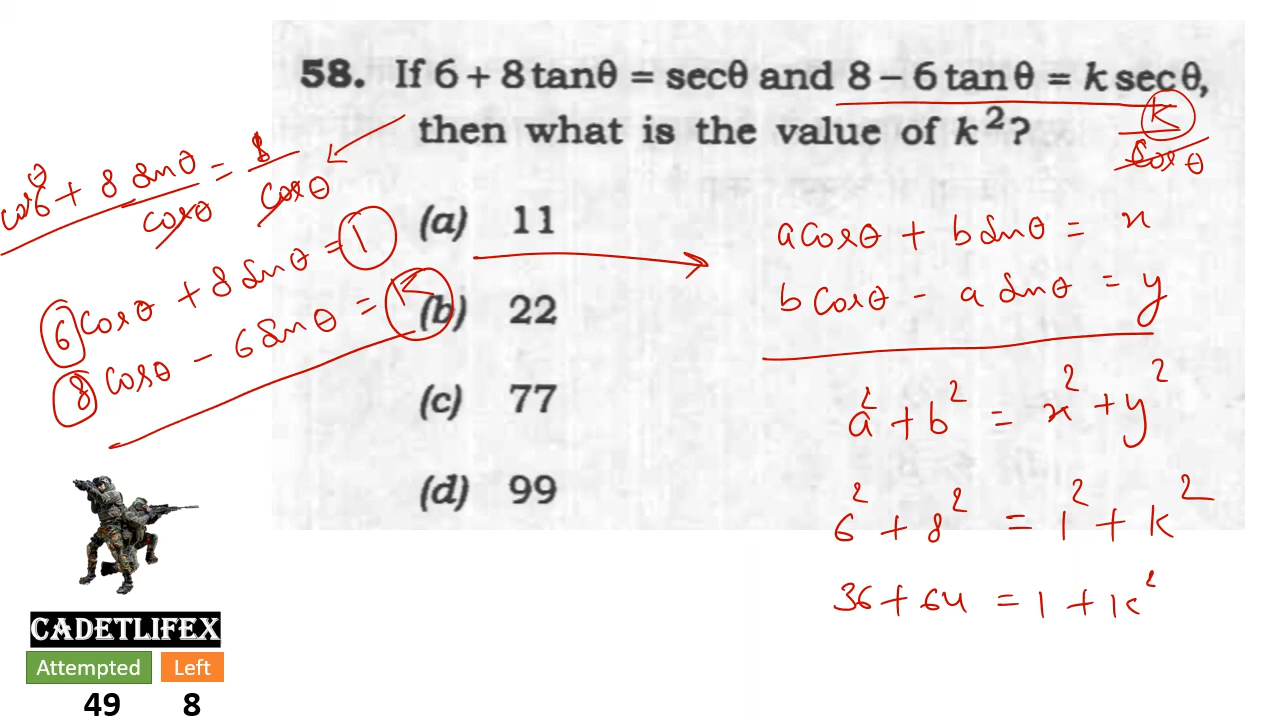 58. If 6 + 8 tanθ = secθ and 8 − 6 tan θ = k sec θ,
then what is the value of k²?
k
cosθ
cosθ
6 + 8 sinθ = 1
cosθ cosθ
6 cosθ + 8 sinθ = 1
8 cosθ − 6 sinθ = k
(a) 11
(b) 22
(c) 77
(d) 99
a cosθ + b sinθ = x
b cosθ − a sinθ = y
a² + b² = x² + y²
6² + 8² = 1² + k²
36 + 64 = 1 + k²
CADETLIFEX
Attempted Left
49 8